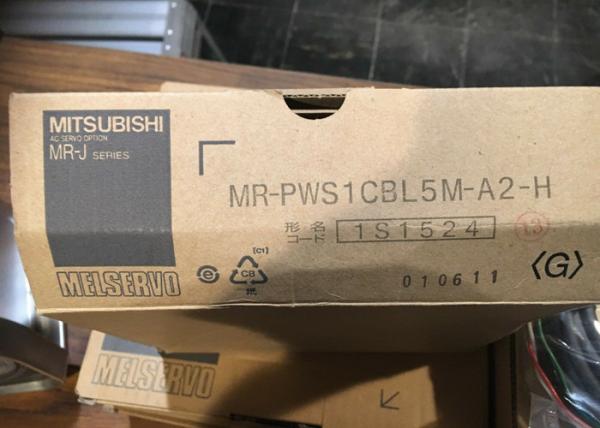 MITSUBISHI
AC SERVO OPTION
MR-J SERIES
MELSERVO
MR-PWS1CBL5M-A2-H
形名
コード
1S1524
13
[C1]
e
CB
紙
010611
〈G〉
MELSERVO